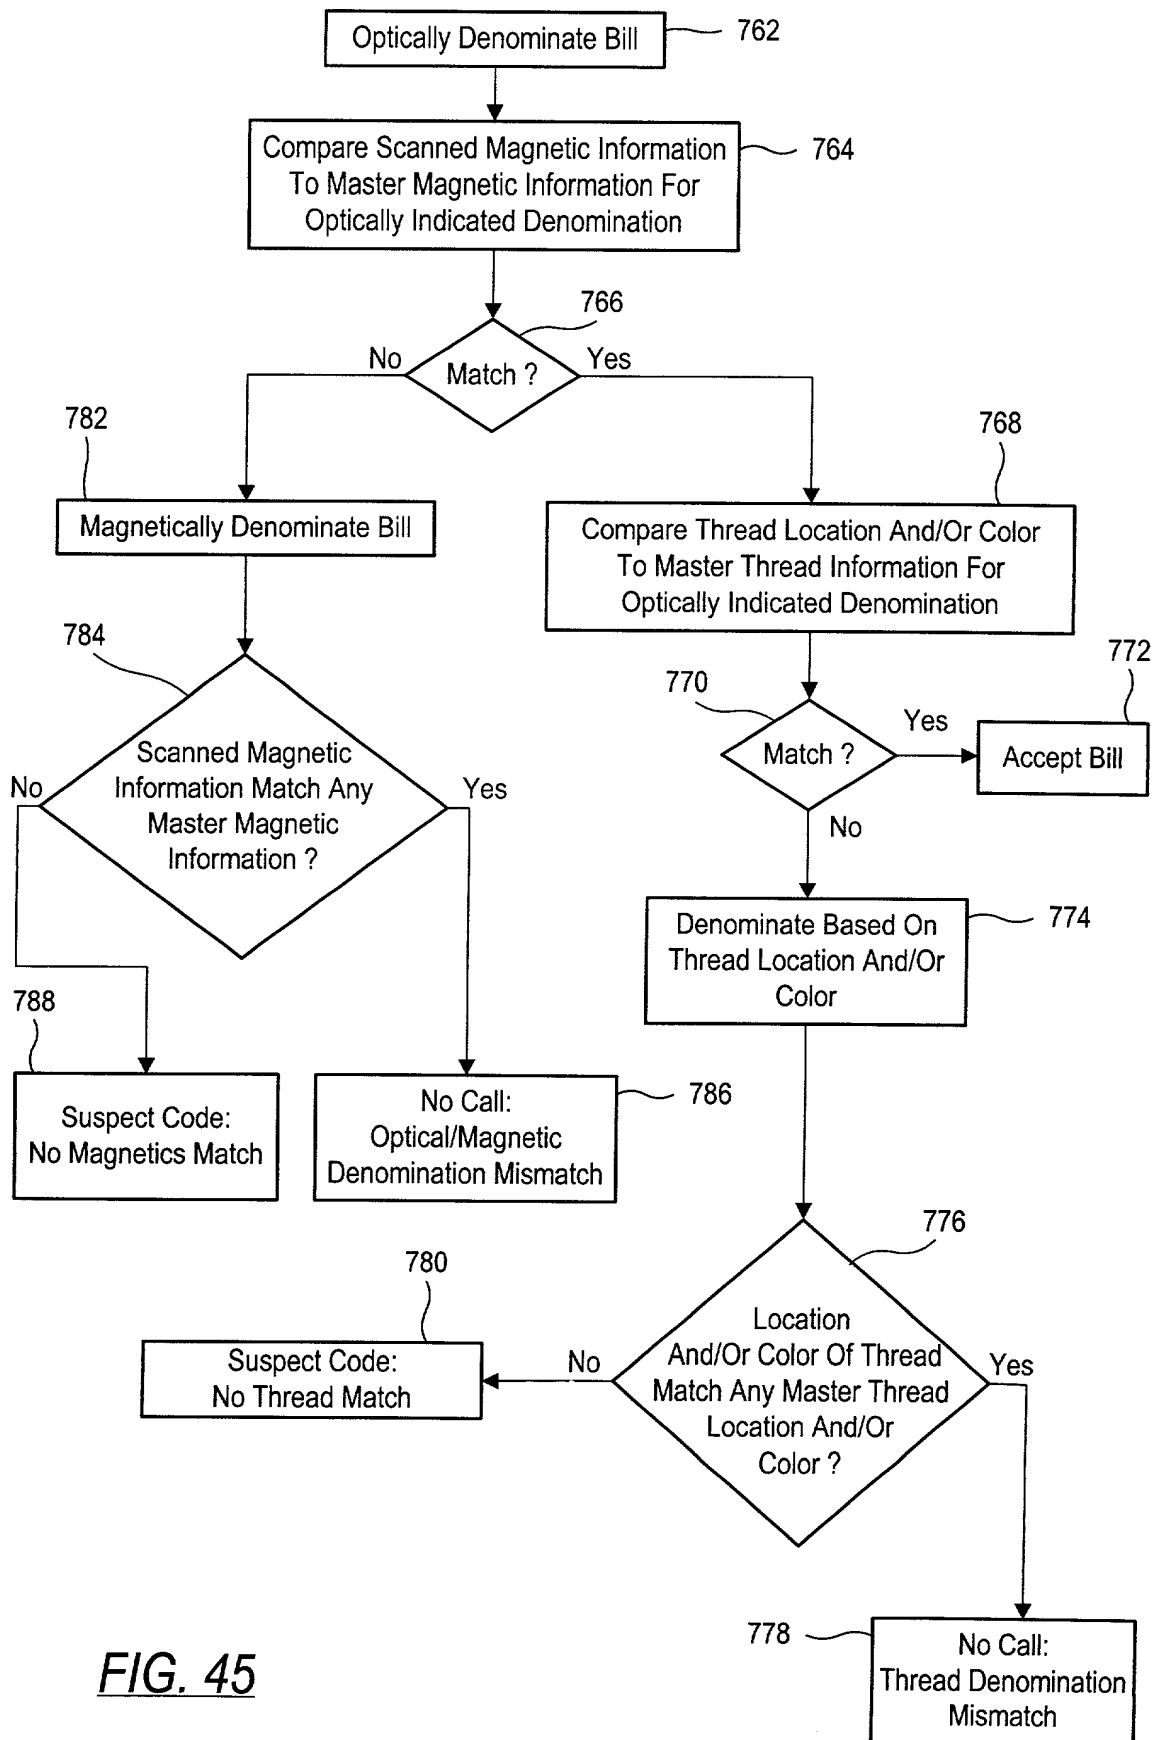 Optically Denominate Bill
762
Compare Scanned Magnetic Information
To Master Magnetic Information For
Optically Indicated Denomination
764
766
Match ?
No
Yes
782
Magnetically Denominate Bill
768
Compare Thread Location And/Or Color
To Master Thread Information For
Optically Indicated Denomination
784
Scanned Magnetic
Information Match Any
Master Magnetic
Information ?
No
Yes
770
Match ?
Yes
No
772
Accept Bill
Denominate Based On
Thread Location And/Or
Color
774
788
Suspect Code:
No Magnetics Match
No Call:
Optical/Magnetic
Denomination Mismatch
786
776
Location
And/Or Color Of Thread
Match Any Master Thread
Location And/Or
Color ?
No
Yes
780
Suspect Code:
No Thread Match
778
No Call:
Thread Denomination
Mismatch
FIG. 45